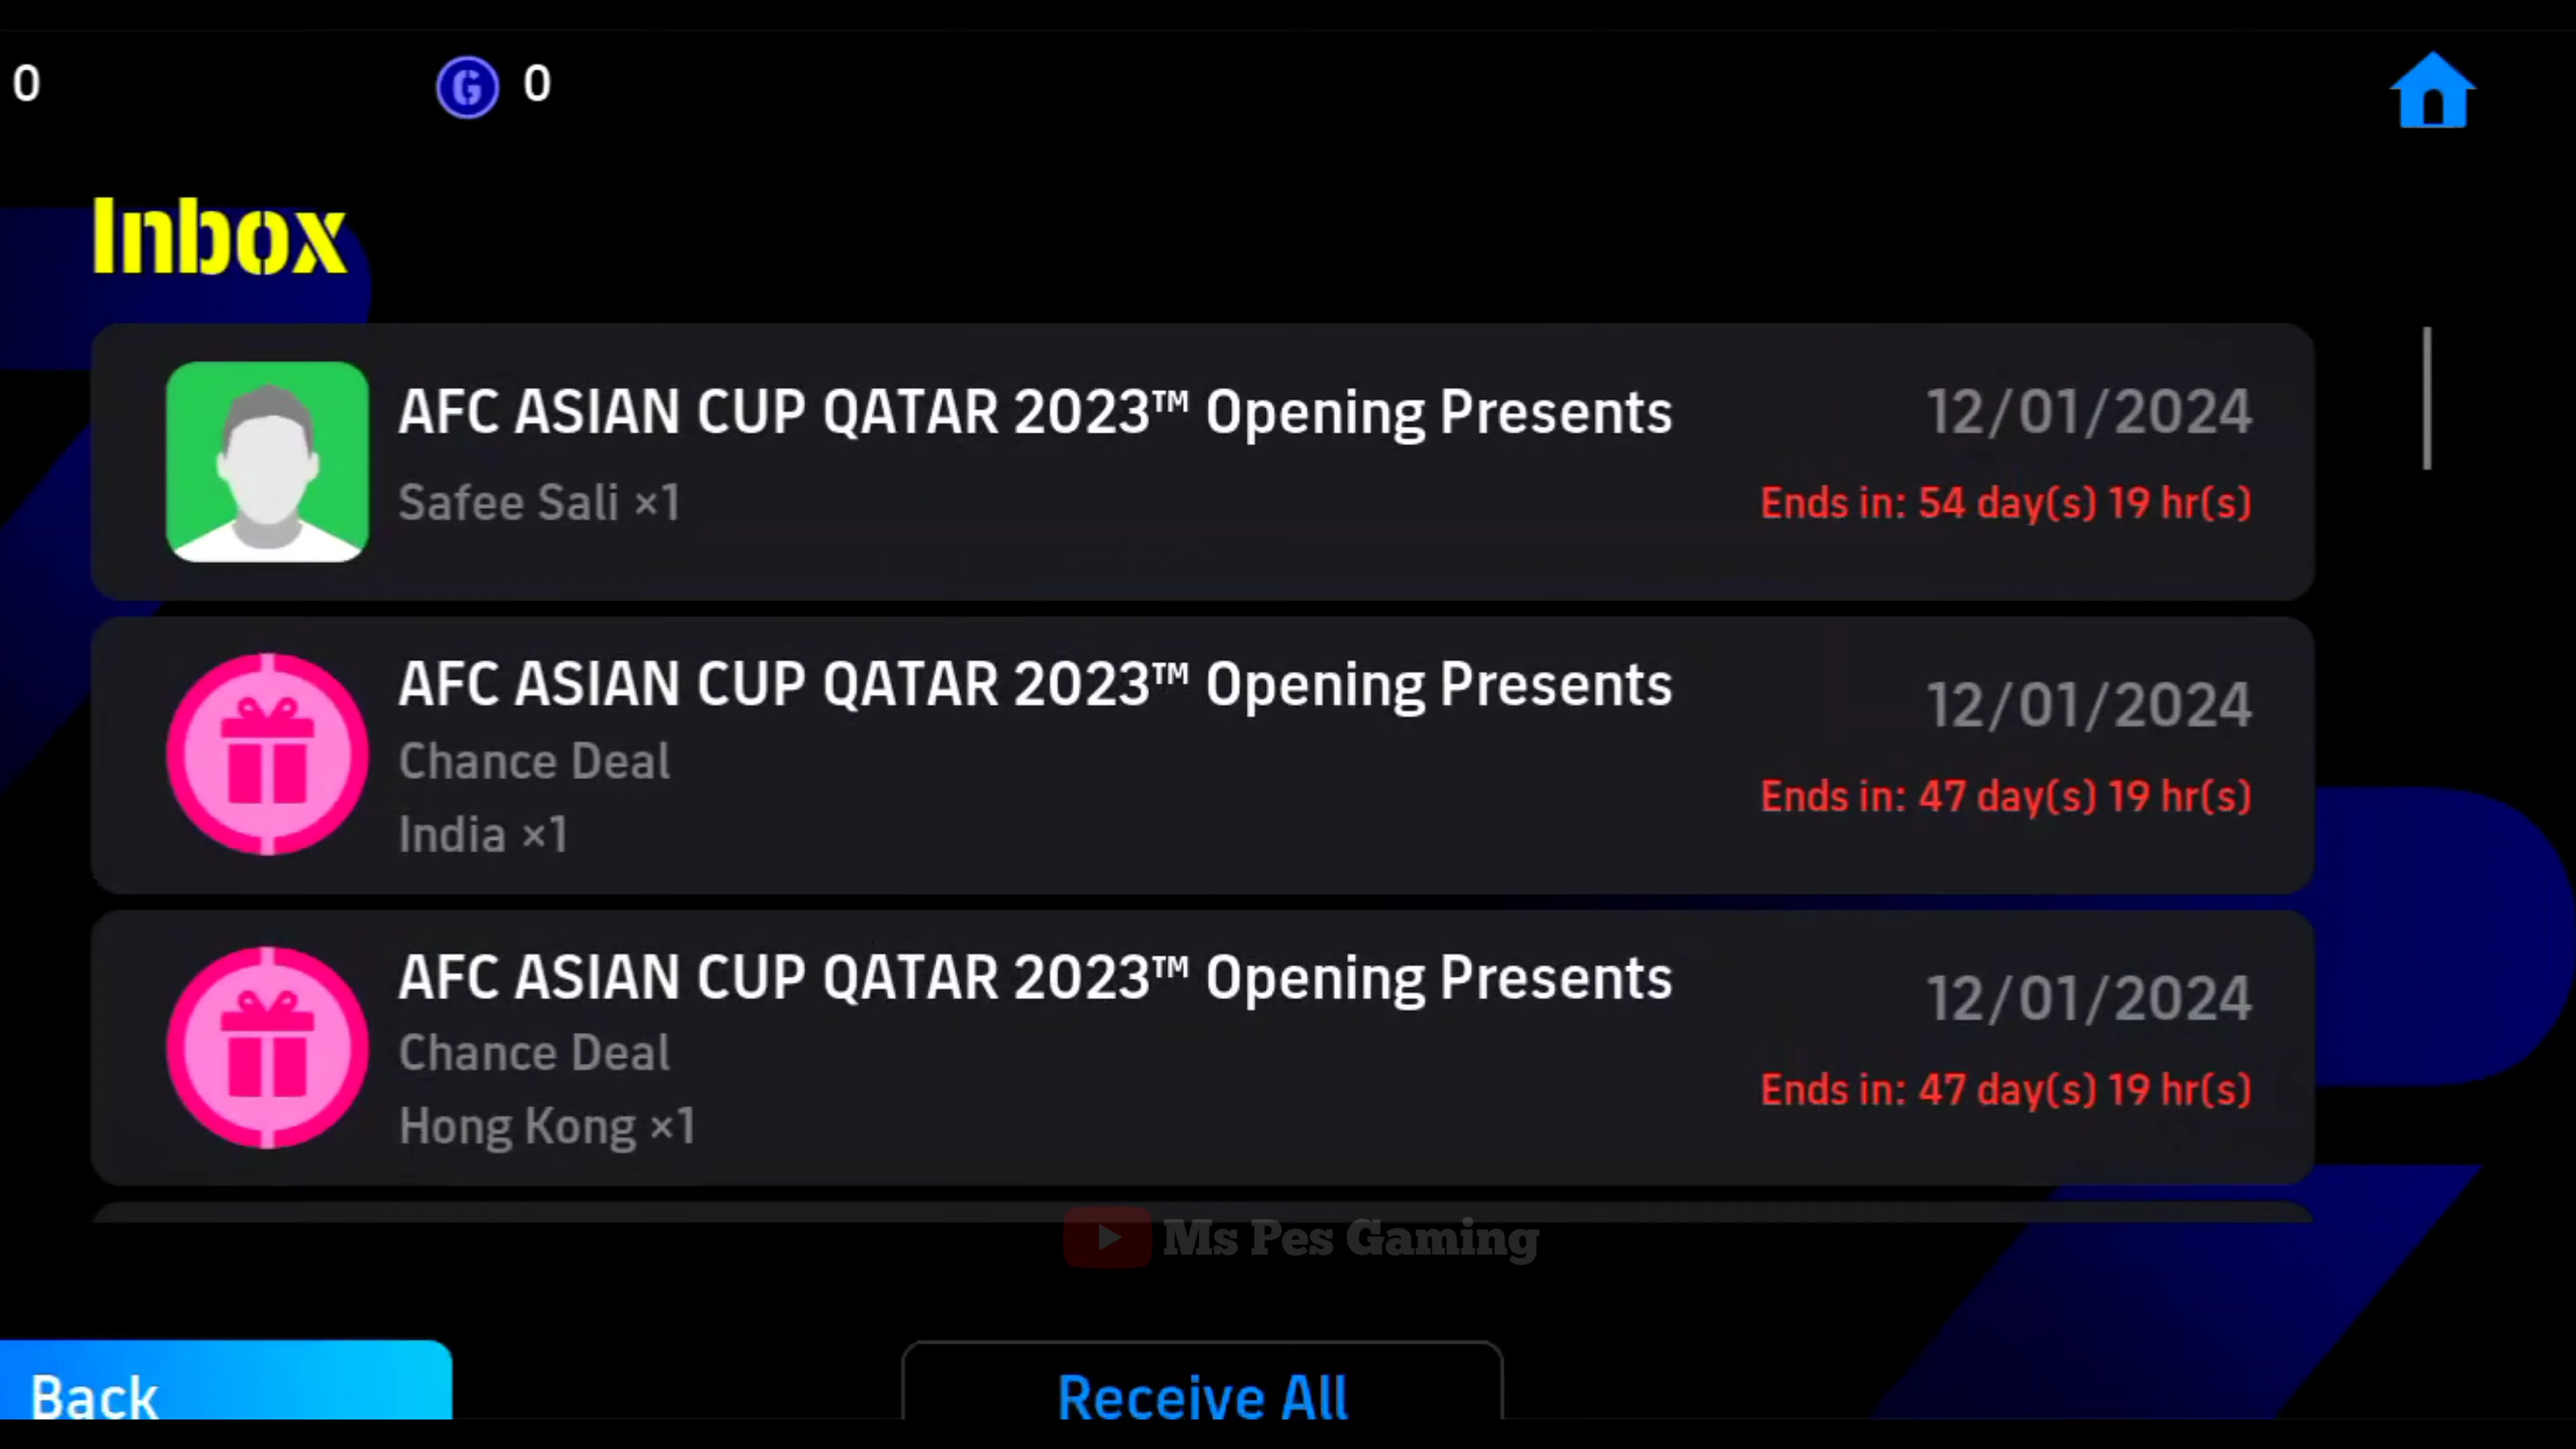 0
G 0
Inbox
AFC ASIAN CUP QATAR 2023™ Opening Presents
12/01/2024
Safee Sali ×1
Ends in: 54 day(s) 19 hr(s)
AFC ASIAN CUP QATAR 2023™ Opening Presents
12/01/2024
Chance Deal
India ×1
Ends in: 47 day(s) 19 hr(s)
AFC ASIAN CUP QATAR 2023™ Opening Presents
12/01/2024
Chance Deal
Hong Kong ×1
Ends in: 47 day(s) 19 hr(s)
Ms Pes Gaming
Back
Receive All